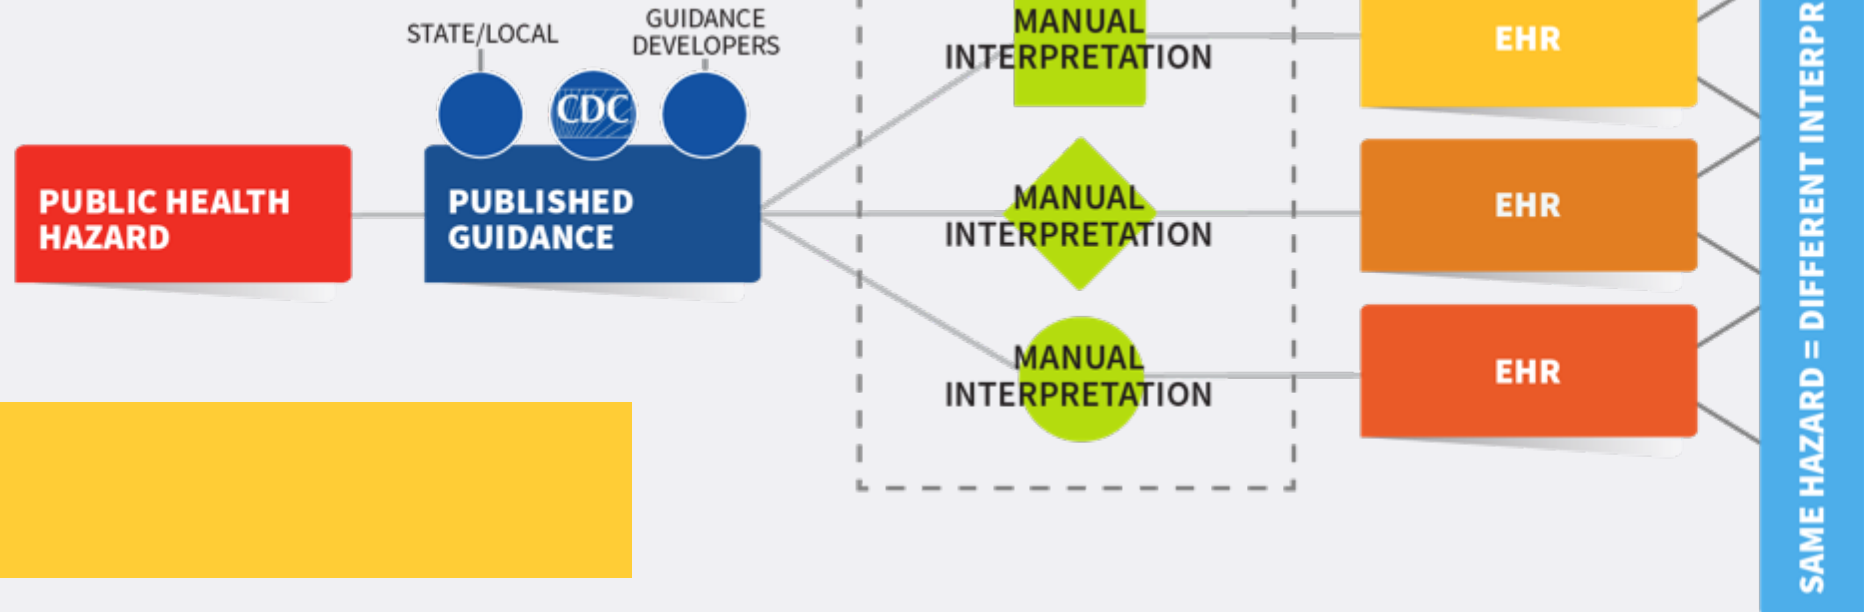 STATE/LOCAL
GUIDANCE
DEVELOPERS
CDC
PUBLIC HEALTH
HAZARD
PUBLISHED
GUIDANCE
MANUAL
INTERPRETATION
EHR
MANUAL
INTERPRETATION
EHR
MANUAL
INTERPRETATION
EHR
SAME HAZARD = DIFFERENT